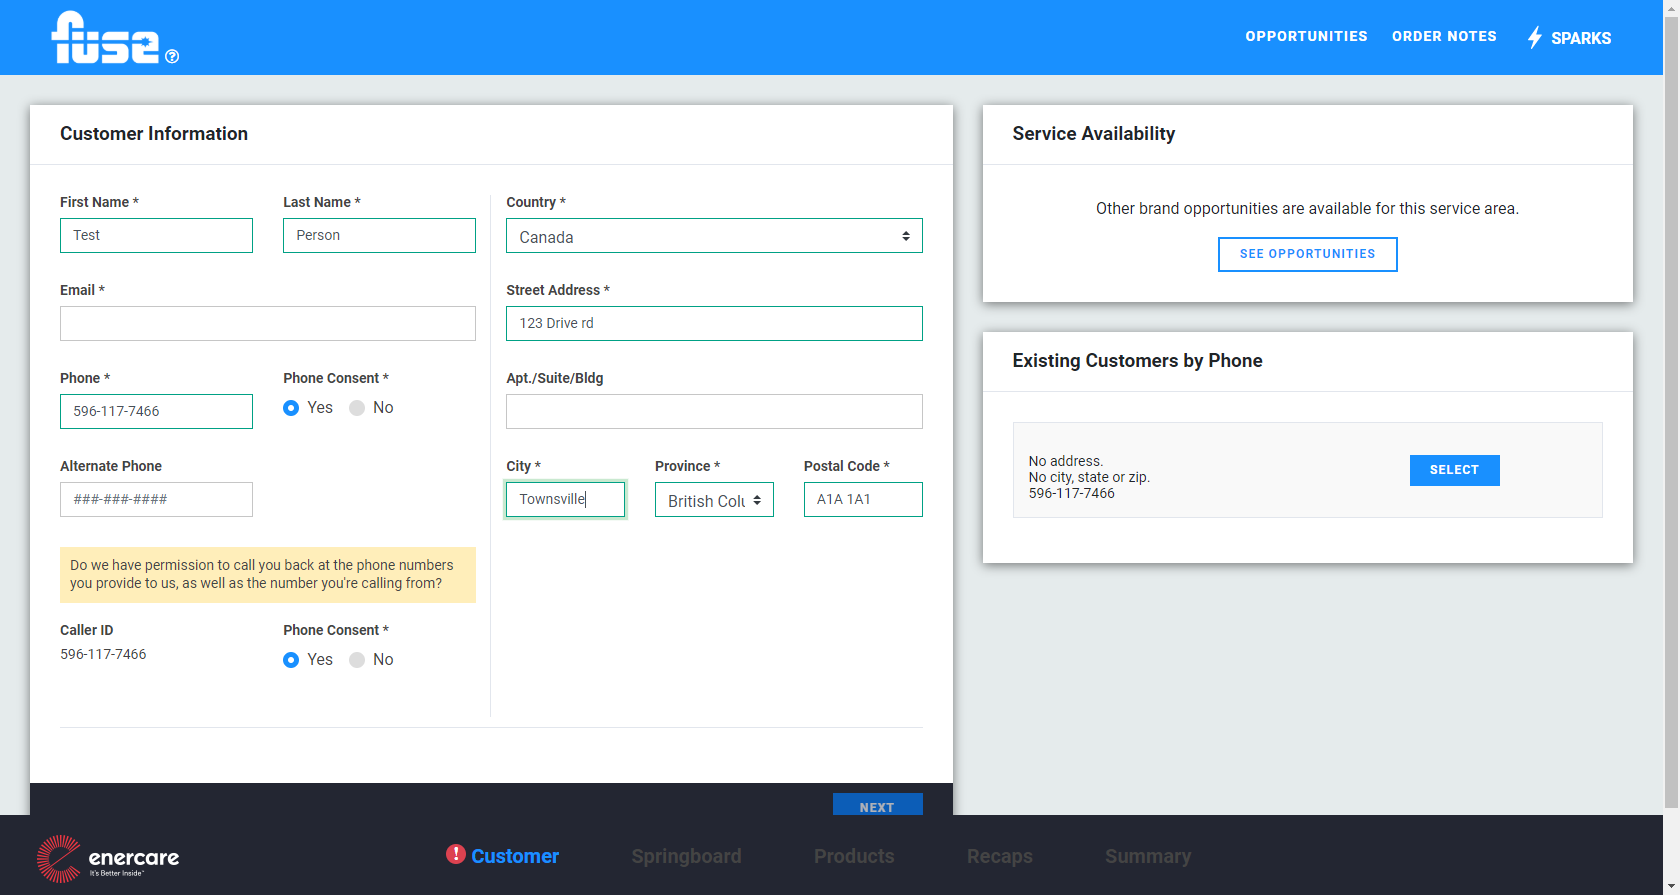 fuse
OPPORTUNITIES
ORDER NOTES
SPARKS
Customer Information
First Name *
Last Name *
Test
Person
Email *
Phone *
Phone Consent *
596-117-7466
Yes
No
Alternate Phone
###-###-####
Do we have permission to call you back at the phone numbers
you provide to us, as well as the number you're calling from?
Caller ID
Phone Consent *
596-117-7466
Yes
No
Country *
Canada
Street Address *
123 Drive rd
Apt./Suite/Bldg
City *
Province *
Postal Code *
Townsville
British Colu
A1A 1A1
NEXT
Service Availability
Other brand opportunities are available for this service area.
SEE OPPORTUNITIES
Existing Customers by Phone
No address.
No city, state or zip.
596-117-7466
SELECT
enercare
It's Better Inside™
Customer
Springboard
Products
Recaps
Summary